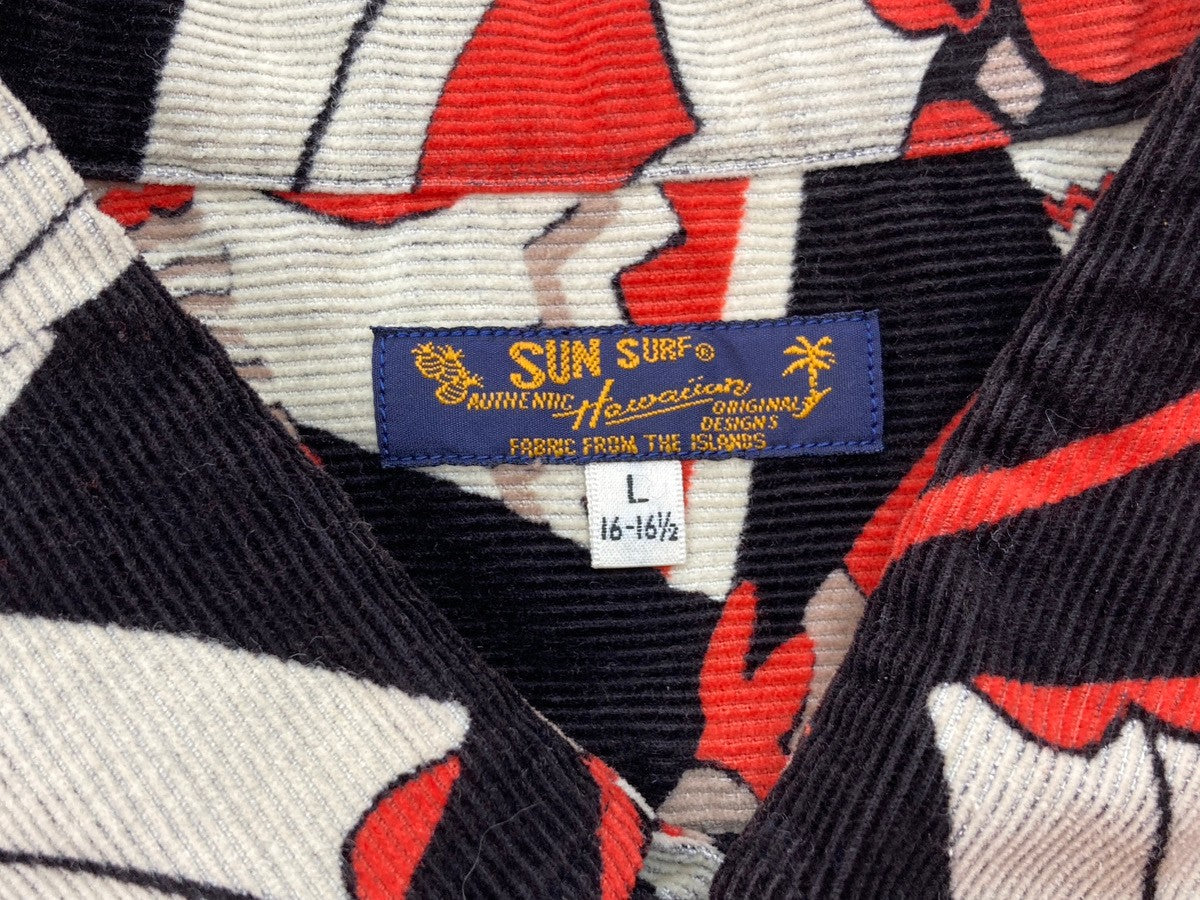 SUN SURF®
AUTHENTIC Hawaiian ORIGINAL
DESIGNS
FABRIC FROM THE ISLANDS
L
16-16½